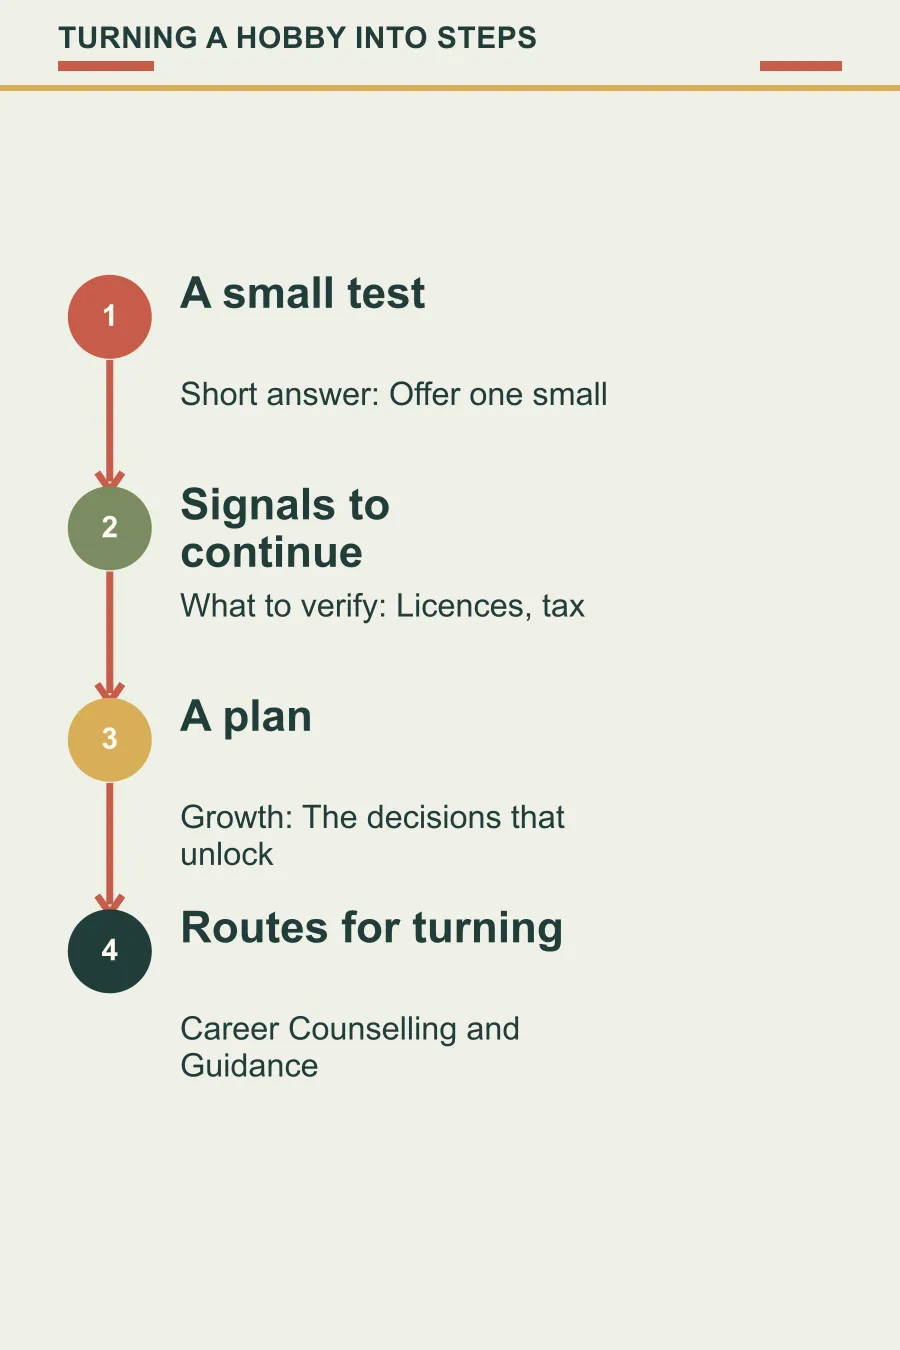 TURNING A HOBBY INTO STEPS
1
A small test
Short answer: Offer one small
2
Signals to
continue
What to verify: Licences, tax
3
A plan
Growth: The decisions that
unlock
4
Routes for turning
Career Counselling and
Guidance